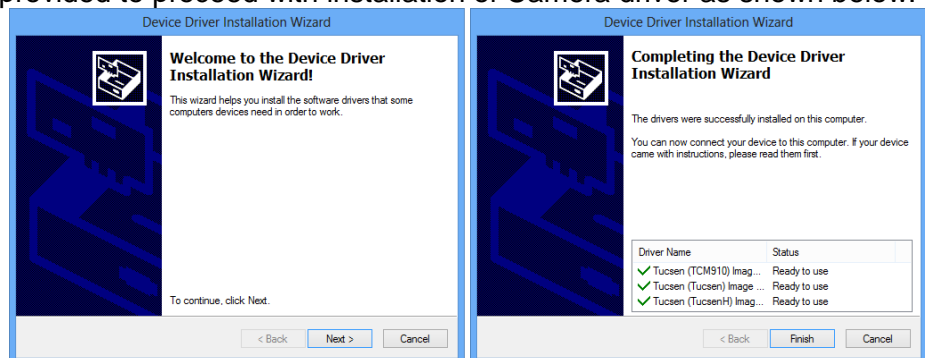 provided to proceed with installation of Camera driver as shown below.
Device Driver Installation Wizard
Welcome to the Device Driver
Installation Wizard!
This wizard helps you install the software drivers that some
computers devices need in order to work.
To continue, click Next.
< Back Next > Cancel
Device Driver Installation Wizard
Completing the Device Driver
Installation Wizard
The drivers were successfully installed on this computer.
You can now connect your device to this computer. If your device
came with instructions, please read them first.
Driver Name Status
Tucsen (TCM910) Imag... Ready to use
Tucsen (Tucsen) Image ... Ready to use
Tucsen (TucsenH) Imag... Ready to use
< Back Finish Cancel